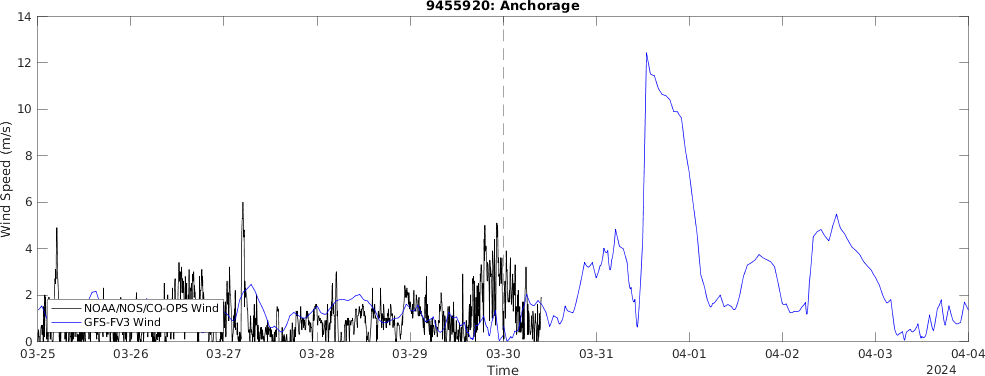 9455920: Anchorage
14
12
10
8
6
4
2
0
Wind Speed (m/s)
NOAA/NOS/CO-OPS Wind
GFS-FV3 Wind
03-25 03-26 03-27 03-28 03-29 03-30 03-31 04-01 04-02 04-03 04-04
Time
2024